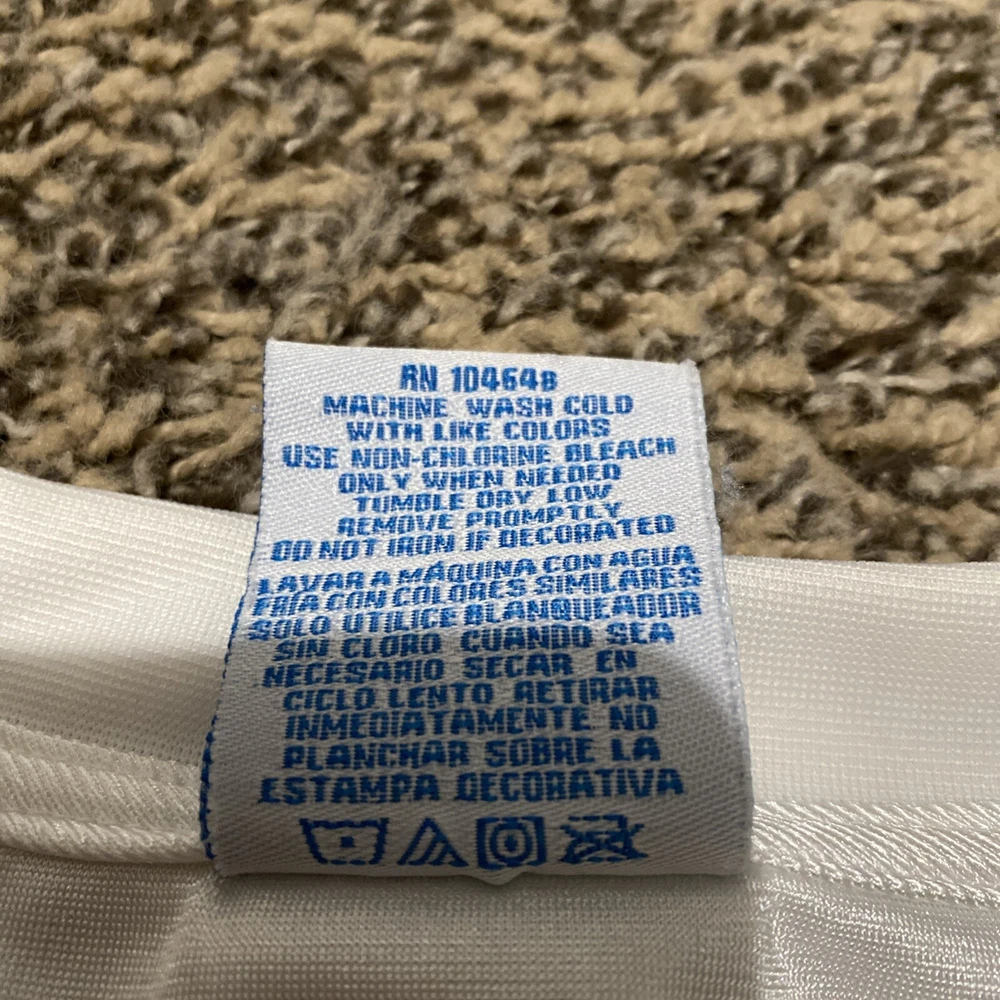 RN 104648
MACHINE WASH COLD
WITH LIKE COLORS
USE NON-CHLORINE BLEACH
ONLY WHEN NEEDED
TUMBLE DRY LOW,
REMOVE PROMPTLY
DO NOT IRON IF DECORATED
LAVAR A MÁQUINA CON AGUA
FRIA CON COLORES SIMILARES
SOLO UTILICE BLANQUEADOR
SIN CLORO CUANDO SEA
NECESARIO SECAR EN
CICLO LENTO RETIRAR
INMEDIATAMENTE NO
PLANCHAR SOBRE LA
ESTAMPA DECORATIVA